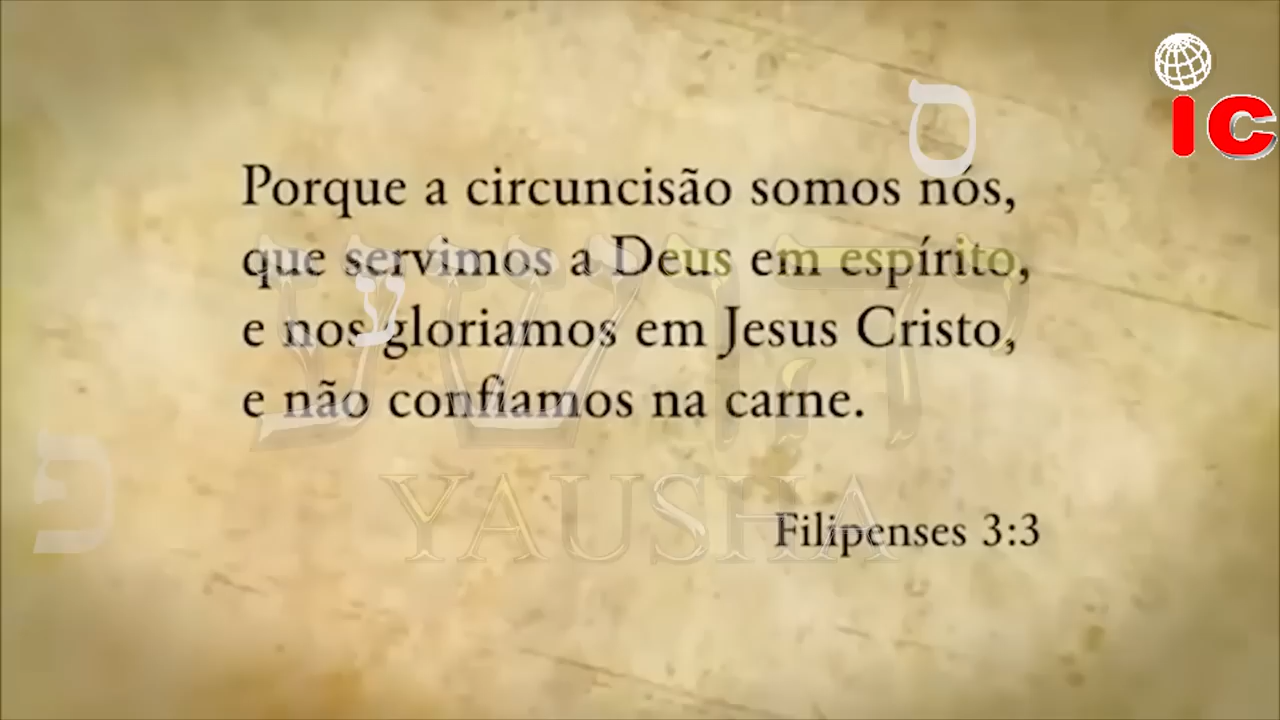 IC
ס
Porque a circuncisão somos nós,
que servimos a Deus em espírito,
e nos gloriamos em Jesus Cristo,
e não confiamos na carne.
יהושע
ע
פ
YAUSHA
Filipenses 3:3